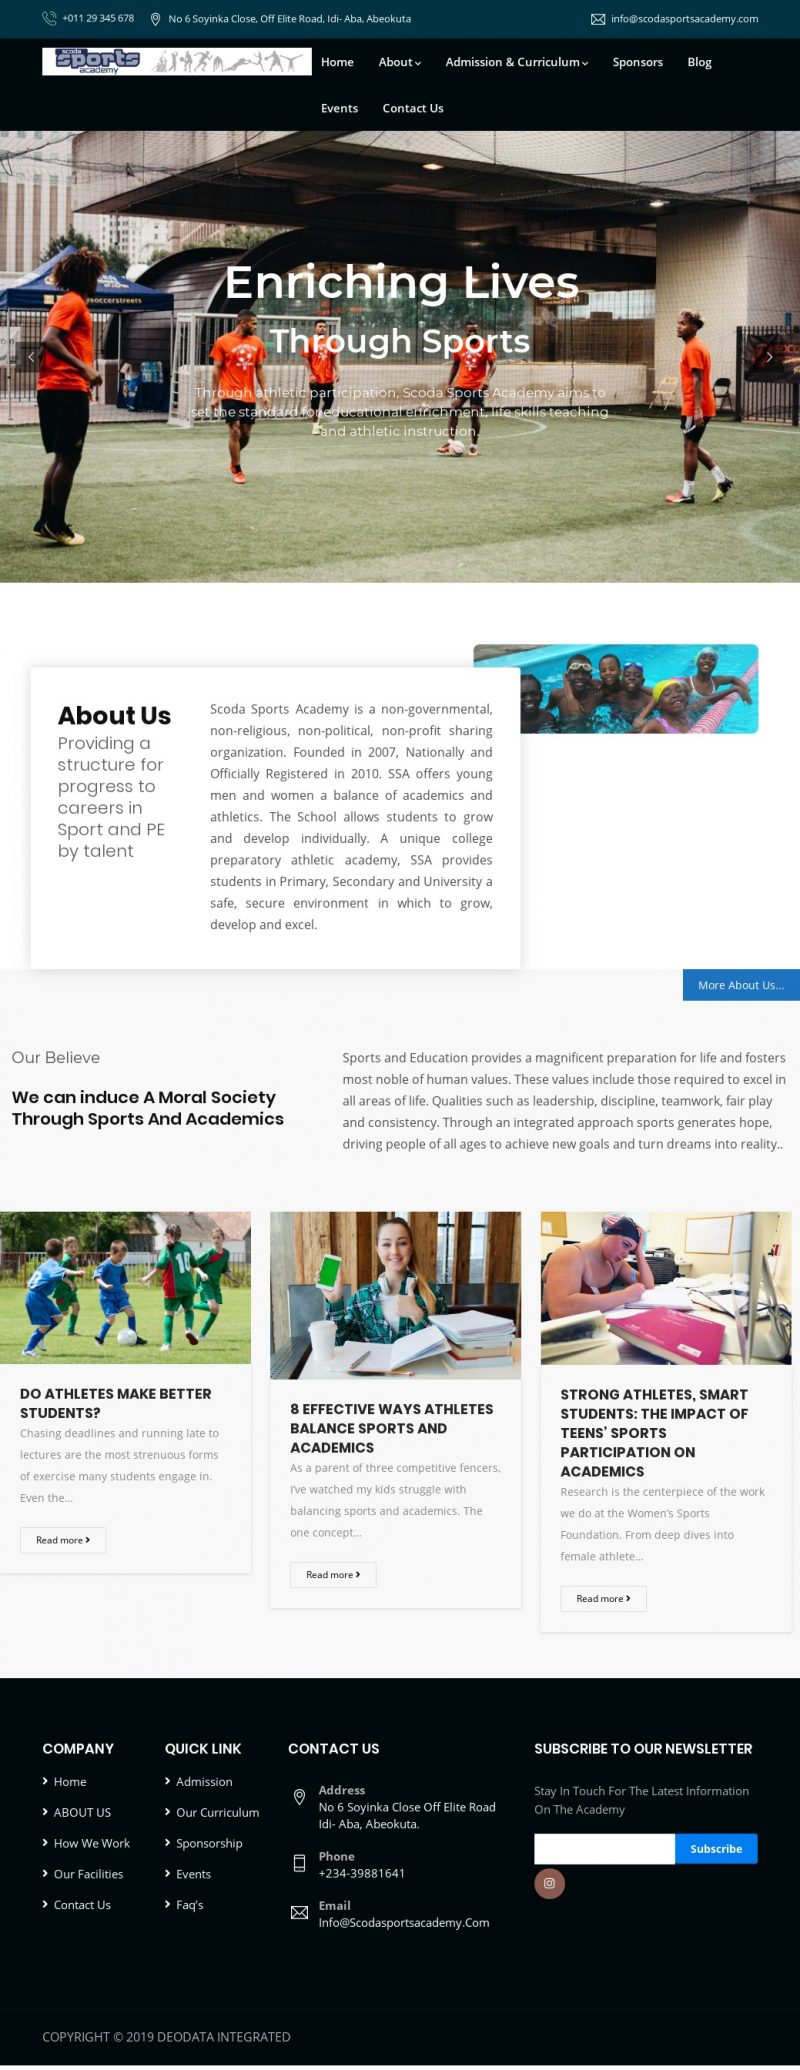 +011 29 345 678
No 6 Soyinka Close, Off Elite Road, Idi- Aba, Abeokuta
info@scodasportsacademy.com
scoda
sports
academy
Home
About
Admission & Curriculum
Sponsors
Blog
Events
Contact Us
soccerstreets
Enriching Lives
Through Sports
Through athletic participation, Scoda Sports Academy aims to
set the standard for educational enrichment, life skills teaching
and athletic instruction.
About Us
Providing a
structure for
progress to
careers in
Sport and PE
by talent
Scoda Sports Academy is a non-governmental,
non-religious, non-political, non-profit sharing
organization. Founded in 2007, Nationally and
Officially Registered in 2010. SSA offers young
men and women a balance of academics and
athletics. The School allows students to grow
and develop individually. A unique college
preparatory athletic academy, SSA provides
students in Primary, Secondary and University a
safe, secure environment in which to grow,
develop and excel.
More About Us...
Our Believe
We can induce A Moral Society
Through Sports And Academics
Sports and Education provides a magnificent preparation for life and fosters
most noble of human values. These values include those required to excel in
all areas of life. Qualities such as leadership, discipline, teamwork, fair play
and consistency. Through an integrated approach sports generates hope,
driving people of all ages to achieve new goals and turn dreams into reality..
10
DO ATHLETES MAKE BETTER
STUDENTS?
Chasing deadlines and running late to
lectures are the most strenuous forms
of exercise many students engage in.
Even the...
Read more
8 EFFECTIVE WAYS ATHLETES
BALANCE SPORTS AND
ACADEMICS
As a parent of three competitive fencers,
I've watched my kids struggle with
balancing sports and academics. The
one concept...
Read more
STRONG ATHLETES, SMART
STUDENTS: THE IMPACT OF
TEENS' SPORTS
PARTICIPATION ON
ACADEMICS
Research is the centerpiece of the work
we do at the Women's Sports
Foundation. From deep dives into
female athlete...
Read more
COMPANY
Home
ABOUT US
How We Work
Our Facilities
Contact Us
QUICK LINK
Admission
Our Curriculum
Sponsorship
Events
Faq's
CONTACT US
Address
No 6 Soyinka Close Off Elite Road
Idi- Aba, Abeokuta.
Phone
+234-39881641
Email
Info@Scodasportsacademy.Com
SUBSCRIBE TO OUR NEWSLETTER
Stay In Touch For The Latest Information
On The Academy
Subscribe
COPYRIGHT © 2019 DEODATA INTEGRATED